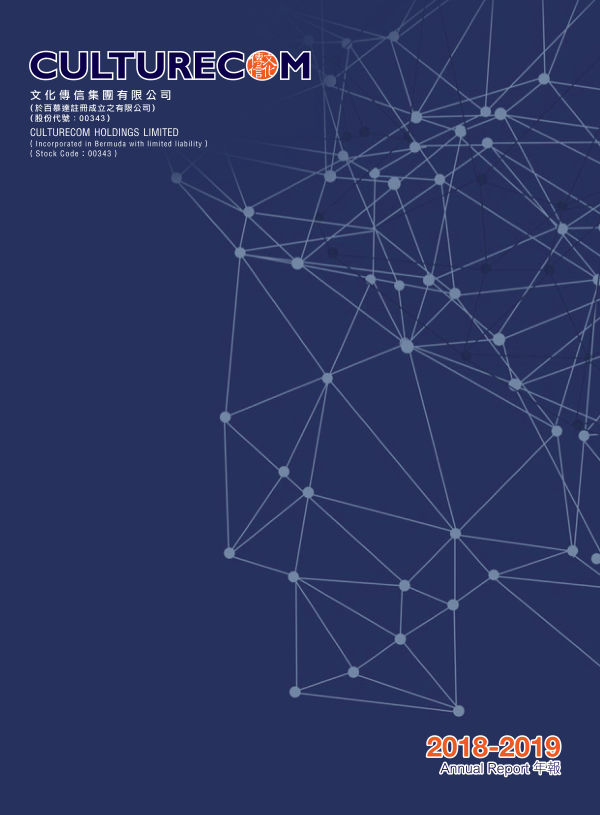 CULTURECOM
文化傳信集團有限公司
(於百慕達註冊成立之有限公司)
(股份代號：00343)
CULTURECOM HOLDINGS LIMITED
( Incorporated in Bermuda with limited liability )
( Stock Code : 00343 )
2018-2019
Annual Report 年報